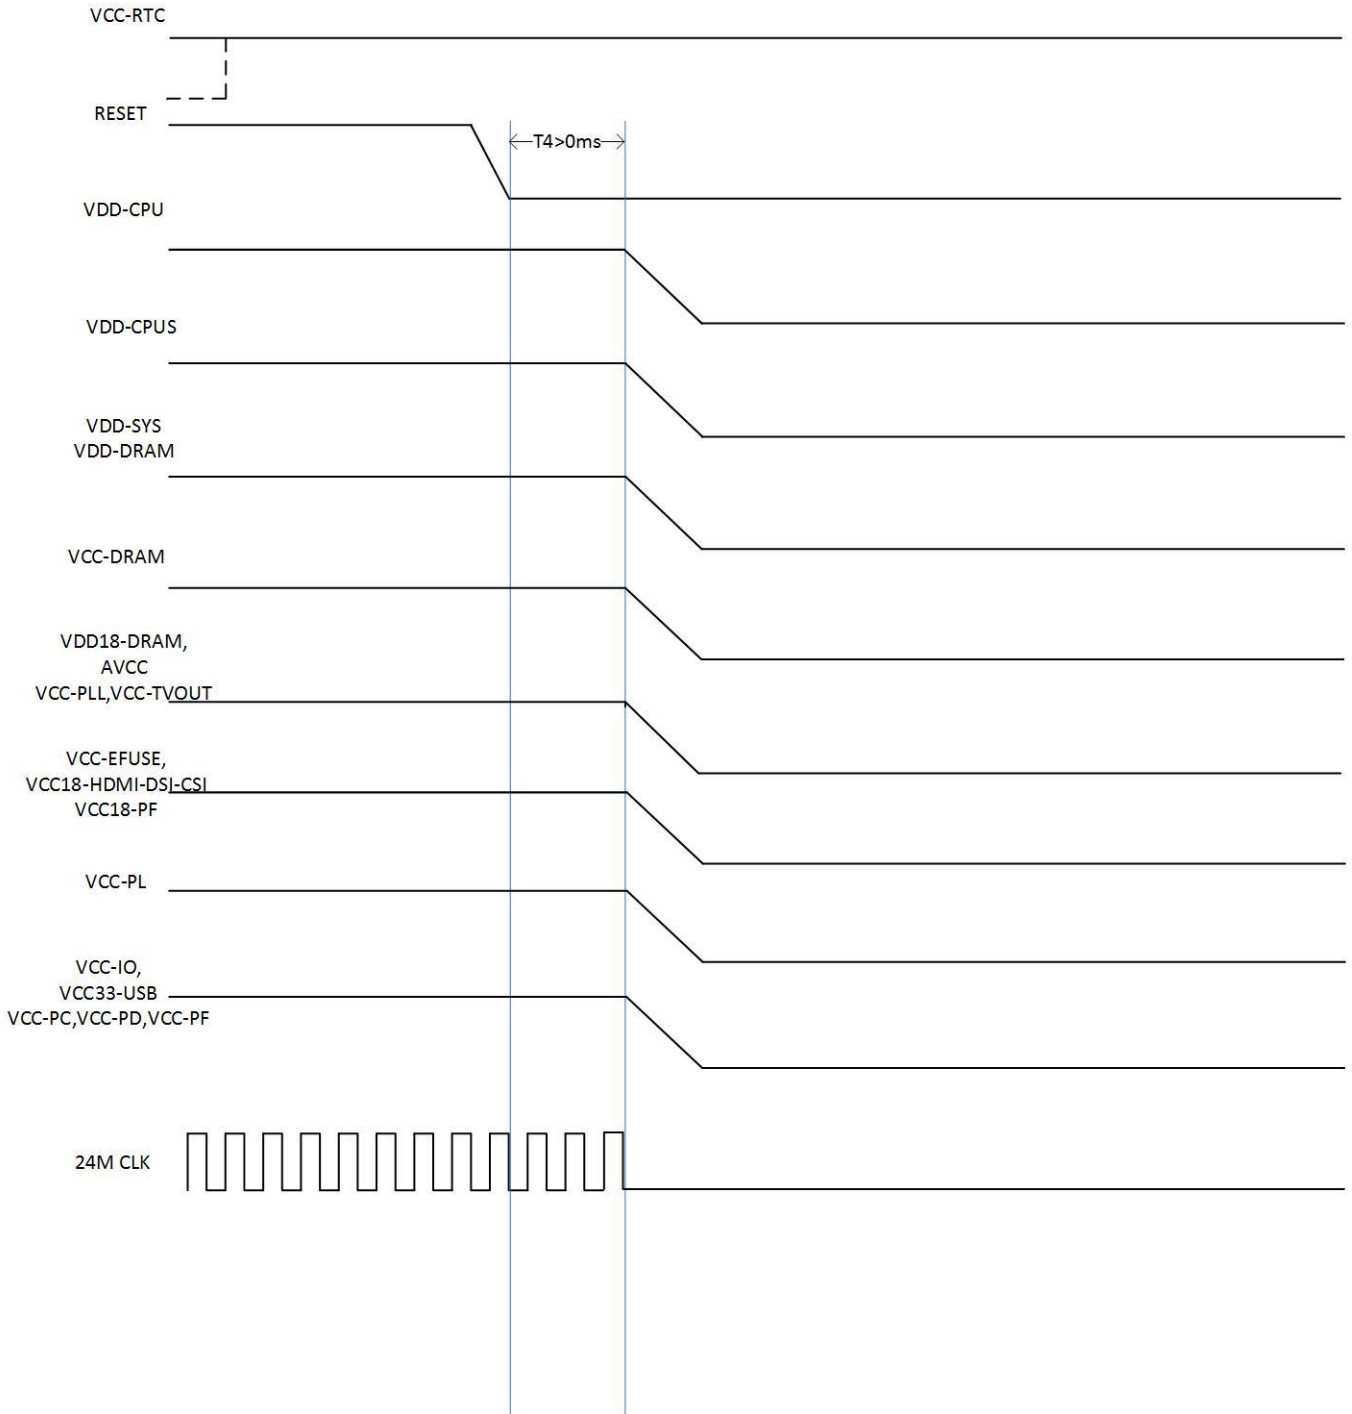 VCC-RTC
RESET
T4>0ms
VDD-CPU
VDD-CPUS
VDD-SYS
VDD-DRAM
VCC-DRAM
VDD18-DRAM,
AVCC
VCC-PLL,VCC-TVOUT
VCC-EFUSE,
VCC18-HDMI-DSI-CSI
VCC18-PF
VCC-PL
VCC-IO,
VCC33-USB
VCC-PC,VCC-PD,VCC-PF
24M CLK